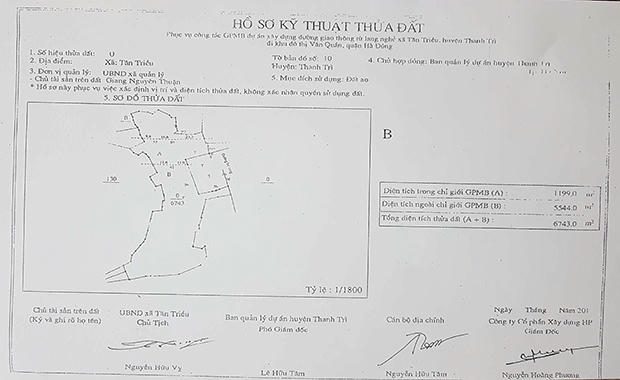 HỒ SƠ KỸ THUẬT THỬA ĐẤT
Phục vụ công tác GPMB dự án xây dựng đường giao thông từ làng nghề xã Tân Triều, huyện Thanh Trì
đi khu đô thị Văn Quán, quận Hà Đông
1. Số hiệu thửa đất: 0
Tờ bản đồ số: 10
4. Chủ hợp đồng: Ban quản lý dự án huyện Thanh Trì
2. Địa điểm: Xã: Tân Triều
Huyện: Thanh Trì
3. Đơn vị quản lý: UBND xã quản lý
5. Mục đích sử dụng: Đất ao
- Chủ tài sản trên đất: Giang Nguyên Thuận
* Hồ sơ này phục vụ việc xác định vị trí và diện tích thửa đất, không xác nhận quyền sử dụng đất.
5. SƠ ĐỒ THỬA ĐẤT
B
A
B
B
130
0
6743
0
Diện tích trong chỉ giới GPMB (A) : 1199.0 m²
Diện tích ngoài chỉ giới GPMB (B) : 5544.0 m²
Tổng diện tích thửa đất (A + B) : 6743.0 m²
Tỷ lệ : 1/1800
Ngày Tháng Năm 201
Chủ tài sản trên đất
(Ký và ghi rõ họ tên)
UBND xã Tân Triều
Chủ Tịch
Ban quản lý dự án huyện Thanh Trì
Phó Giám đốc
Cán bộ địa chính
Công ty Cổ phần Xây dựng HP
Giám Đốc
Nguyễn Hữu Vy
Lê Hữu Tâm
Nguyễn Hữu Tâm
Nguyễn Hoàng Phương